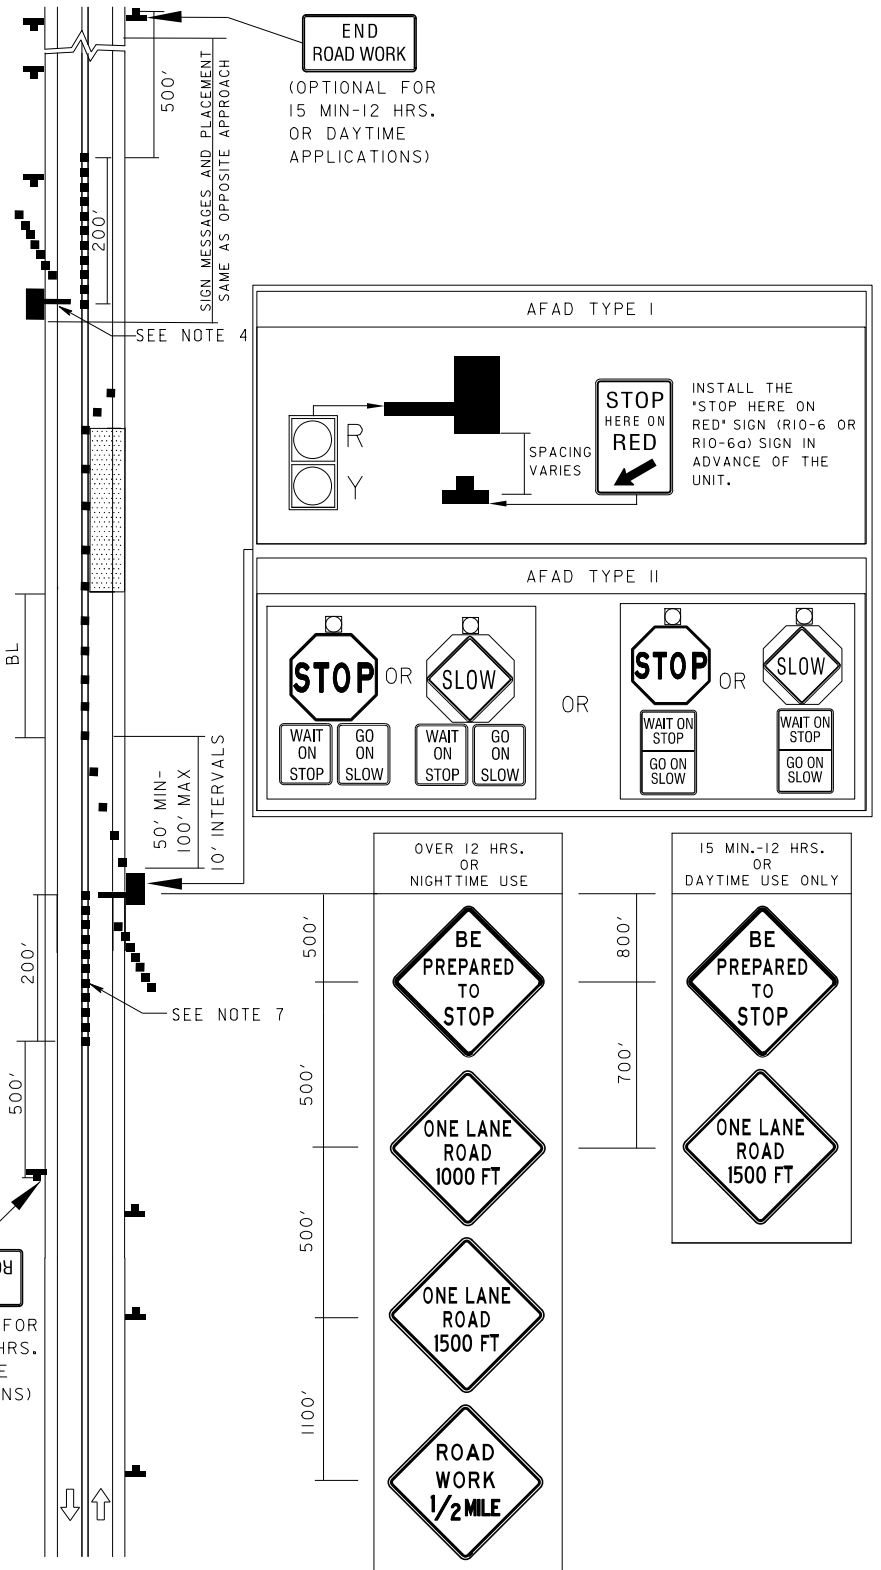 END
ROAD WORK
(OPTIONAL FOR
15 MIN-12 HRS.
OR DAYTIME
APPLICATIONS)
500'
SIGN MESSAGES AND PLACEMENT
SAME AS OPPOSITE APPROACH
200'
SEE NOTE 4
AFAD TYPE I
R
Y
SPACING
VARIES
STOP
HERE ON
RED
INSTALL THE
"STOP HERE ON
RED" SIGN (R10-6 OR
R10-6a) SIGN IN
ADVANCE OF THE
UNIT.
AFAD TYPE II
STOP
OR
SLOW
WAIT
ON
STOP
GO
ON
SLOW
WAIT
ON
STOP
GO
ON
SLOW
OR
STOP
OR
SLOW
WAIT ON
STOP
GO ON
SLOW
WAIT ON
STOP
GO ON
SLOW
BL
50' MIN-
100' MAX
10' INTERVALS
200'
SEE NOTE 7
500'
OVER 12 HRS.
OR
NIGHTTIME USE
15 MIN.-12 HRS.
OR
DAYTIME USE ONLY
500'
BE
PREPARED
TO
STOP
800'
BE
PREPARED
TO
STOP
500'
ONE LANE
ROAD
1000 FT
700'
ONE LANE
ROAD
1500 FT
500'
ONE LANE
ROAD
1500 FT
1100'
ROAD
WORK
1/2 MILE
RO
FOR
HRS.
E
NS)